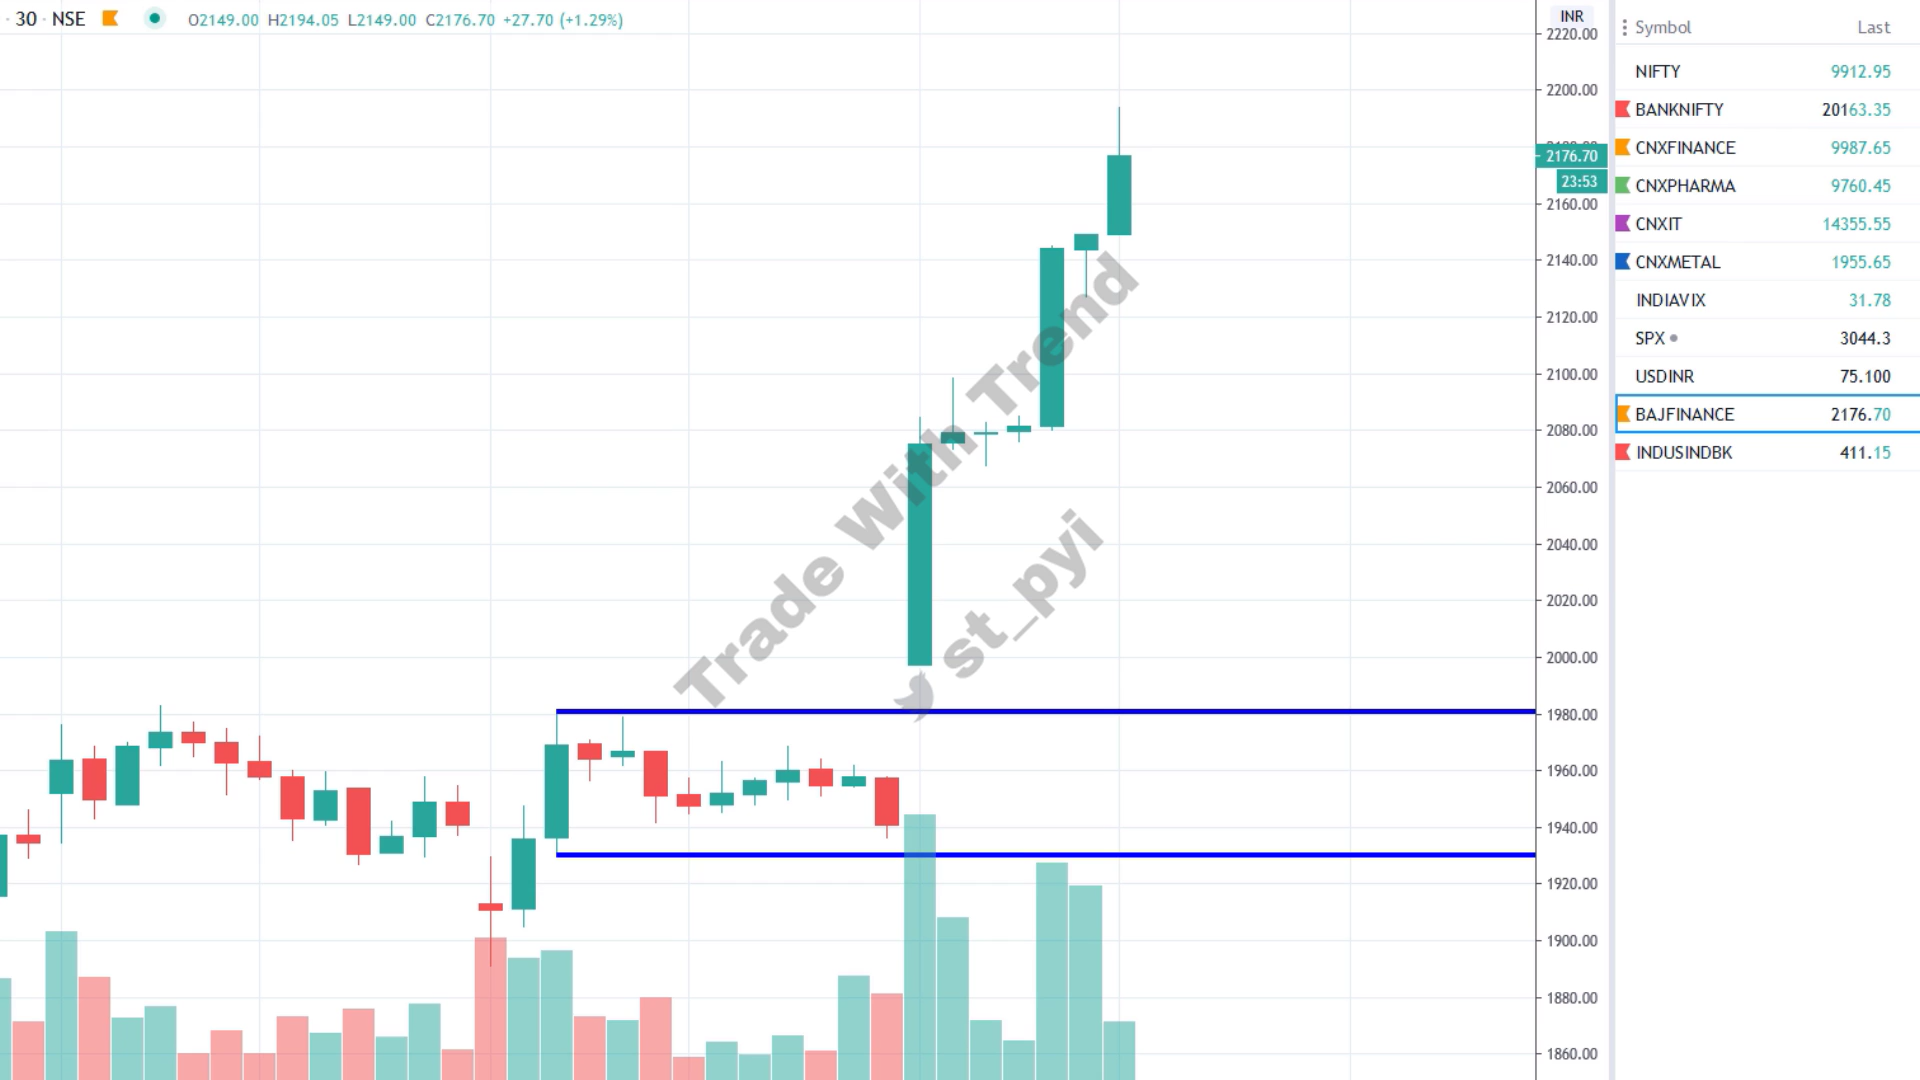 · 30 · NSE O2149.00 H2194.05 L2149.00 C2176.70 +27.70 (+1.29%)
INR
2220.00
2200.00
2176.70
23:53
2160.00
2140.00
2120.00
2100.00
2080.00
2060.00
2040.00
2020.00
2000.00
1980.00
1960.00
1940.00
1920.00
1900.00
1880.00
1860.00
Trade With Trend
st_pyi
Symbol Last
NIFTY 9912.95
BANKNIFTY 20163.35
CNXFINANCE 9987.65
CNXPHARMA 9760.45
CNXIT 14355.55
CNXMETAL 1955.65
INDIAVIX 31.78
SPX 3044.3
USDINR 75.100
BAJFINANCE 2176.70
INDUSINDBK 411.15